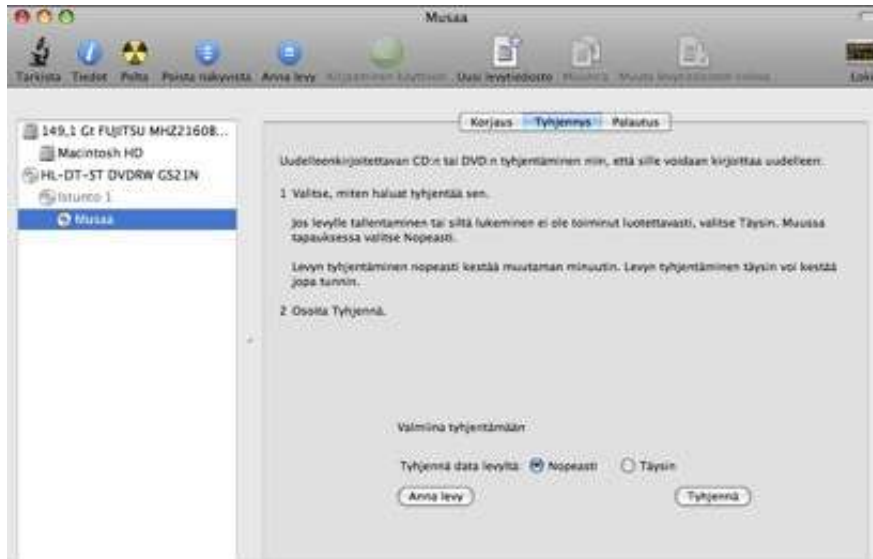 Musaa
Tarkista Tiedot Polta Poista näkyvistä Anna levy Uusi levytiedosto Muunna
149,1 Gt FUJITSU MHZ2160B...
Macintosh HD
HL-DT-ST DVDRW GS21N
Istunto 1
Musaa
Korjaus Tyhjennys Palautus
Uudelleenkirjoitettavan CD:n tai DVD:n tyhjentäminen niin, että sille voidaan kirjoittaa uudelleen:
1 Valitse, miten haluat tyhjentää sen.
Jos levylle tallentaminen tai siltä lukeminen ei ole toiminut luotettavasti, valitse Täysin. Muussa
tapauksessa valitse Nopeasti.
Levyn tyhjentäminen nopeasti kestää muutaman minuutin. Levyn tyhjentäminen täysin voi kestää
jopa tunnin.
2 Osoita Tyhjennä.
Valmiina tyhjentämään
Tyhjennä data levyltä: Nopeasti Täysin
Anna levy Tyhjennä